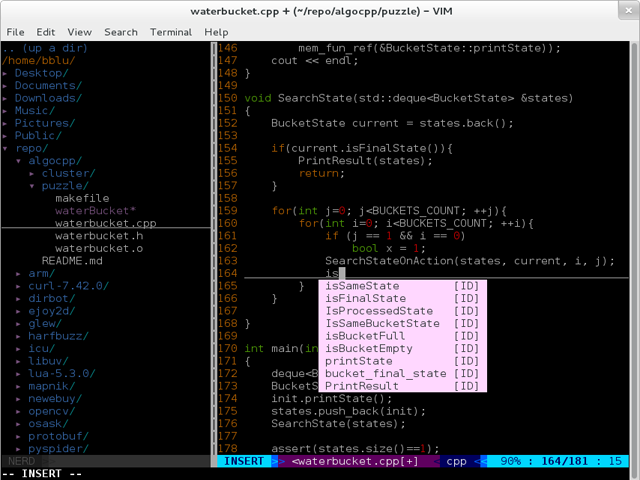 waterbucket.cpp + (~/repo/algocpp/puzzle) – VIM
File Edit View Search Terminal Help
.. (up a dir)
/home/bblu/
▸ Desktop/
▸ Documents/
▸ Downloads/
▸ Music/
▸ Pictures/
▸ Public/
▾ repo/
▾ algocpp/
▸ cluster/
▾ puzzle/
makefile
waterBucket*
waterbucket.cpp
waterbucket.h
waterbucket.o
README.md
▸ arm/
▸ curl-7.42.0/
▸ dirbot/
▸ ejoy2d/
▸ glew/
▸ harfbuzz/
▸ icu/
▸ libuv/
▸ lua-5.3.0/
▸ mapnik/
▸ newebuy/
▸ opencv/
▸ osask/
▸ protobuf/
▸ pyspider/
NERD
146 mem_fun_ref(&BucketState::printState));
147 cout << endl;
148 }
149
150 void SearchState(std::deque<BucketState> &states)
151 {
152 BucketState current = states.back();
153
154 if(current.isFinalState()){
155 PrintResult(states);
156 return;
157 }
158
159 for(int j=0; j<BUCKETS_COUNT; ++j){
160 for(int i=0; i<BUCKETS_COUNT; ++i){
161 if (j == 1 && i == 0)
162 bool x = 1;
163 SearchStateOnAction(states, current, i, j);
164 is
165 }
166 }
167
168 }
169
170 int main(in
171 {
172 deque<B
173 BucketS
174 init.printState();
175 states.push_back(init);
176 SearchState(states);
177
178 assert(states.size()==1);
isSameState [ID]
isFinalState [ID]
IsProcessedState [ID]
IsSameBucketState [ID]
isBucketFull [ID]
isBucketEmpty [ID]
printState [ID]
bucket_final_state [ID]
PrintResult [ID]
INSERT >> <waterbucket.cpp[+] < cpp << 90% : 164/181 : 15
-- INSERT --